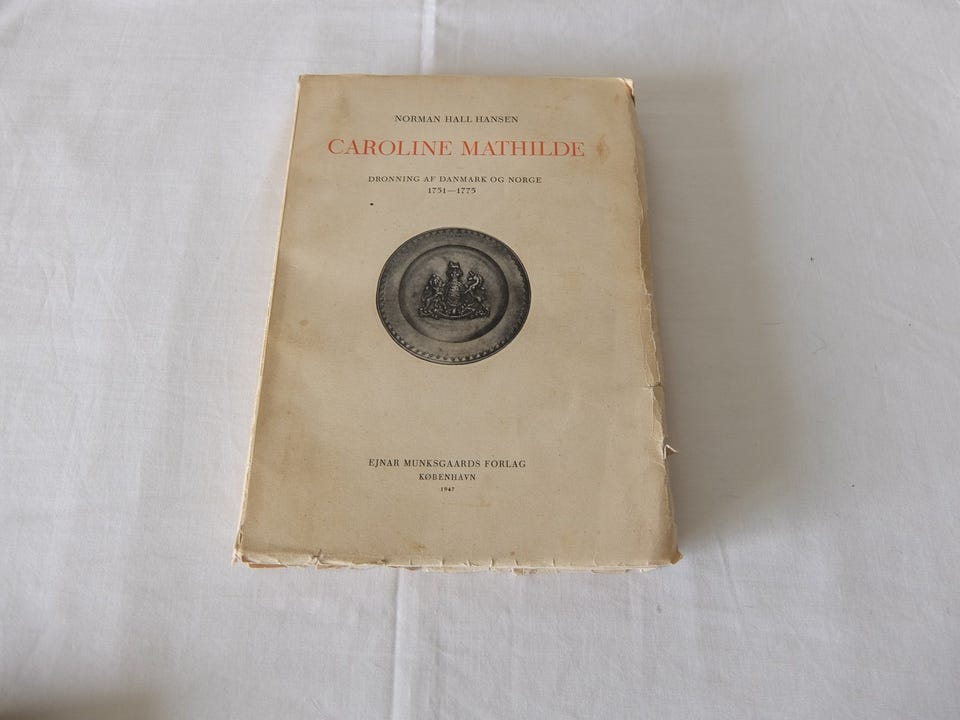 NORMAN HALL HANSEN
CAROLINE MATHILDE
DRONNING AF DANMARK OG NORGE
1751—1775
EJNAR MUNKSGAARDS FORLAG
KØBENHAVN
1947